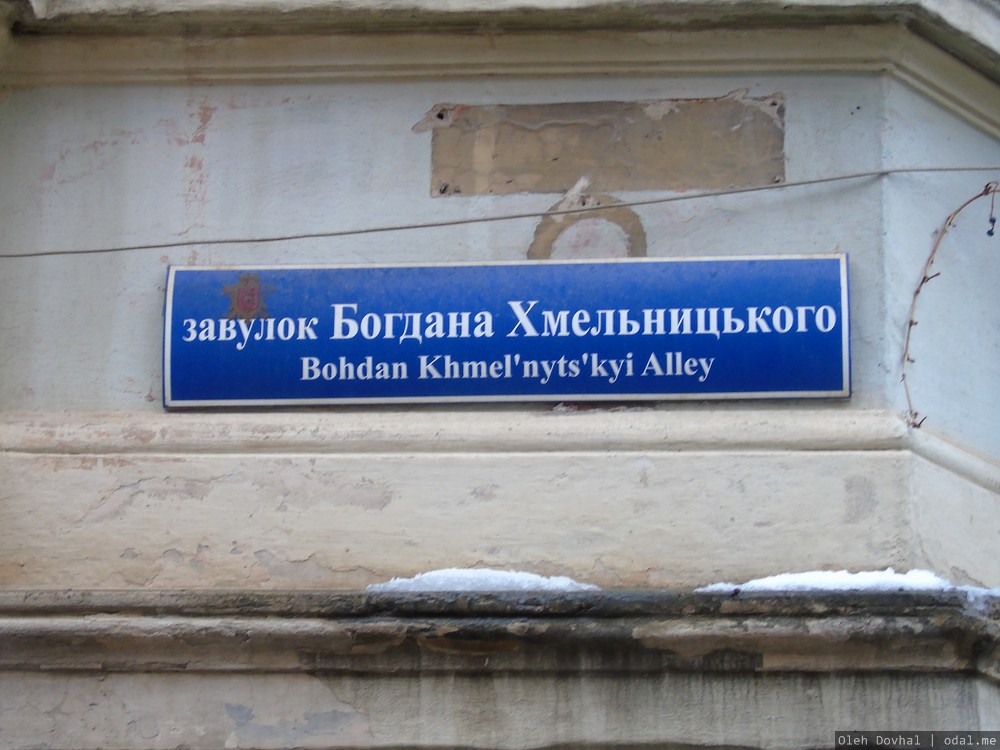 завулок Богдана Хмельницького
Bohdan Khmel'nyts'kyi Alley
Oleh Dovhal | odal.me